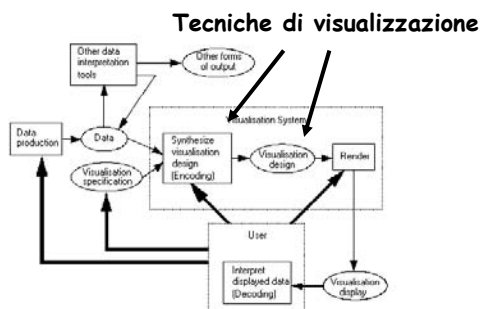 Tecniche di visualizzazione
Other data
interpretation
tools
Other forms
of output
Visualisation System
Data
production
Data
Synthesize
visualisation
design
(Encoding)
Visualisation
design
Render
Visualisation
specification
User
Interpret
displayed data
(Decoding)
Visualisation
display